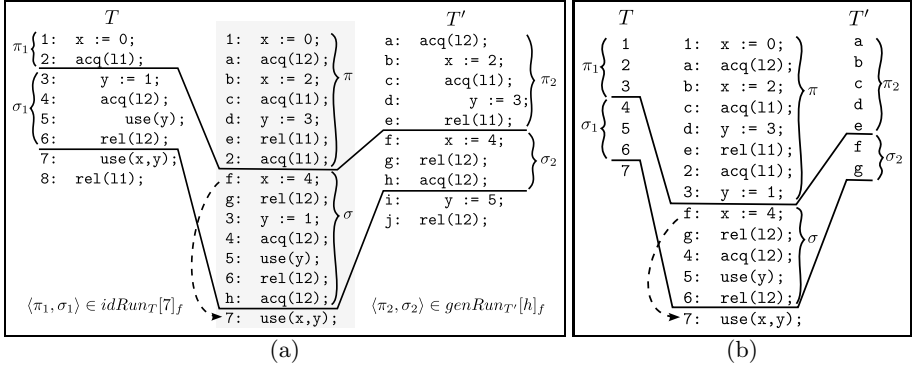 T
π₁
1: x := 0;
2: acq(l1);
σ₁
3: y := 1;
4: acq(l2);
5: use(y);
6: rel(l2);
7: use(x,y);
8: rel(l1);
⟨π₁, σ₁⟩ ∈ idRun_T[7]_f
1: x := 0;
a: acq(l2);
b: x := 2;
c: acq(l1);
d: y := 3;
e: rel(l1);
2: acq(l1);
π
f: x := 4;
g: rel(l2);
3: y := 1;
4: acq(l2);
5: use(y);
6: rel(l2);
h: acq(l2);
σ
7: use(x,y);
T′
a: acq(l2);
b: x := 2;
c: acq(l1);
d: y := 3;
e: rel(l1);
π₂
f: x := 4;
g: rel(l2);
h: acq(l2);
σ₂
i: y := 5;
j: rel(l2);
⟨π₂, σ₂⟩ ∈ genRun_T′[h]_f
(a)
T
π₁
1
2
3
σ₁
4
5
6
7
1: x := 0;
a: acq(l2);
b: x := 2;
c: acq(l1);
d: y := 3;
e: rel(l1);
2: acq(l1);
3: y := 1;
π
f: x := 4;
g: rel(l2);
4: acq(l2);
5: use(y);
6: rel(l2);
σ
7: use(x,y);
T′
a
b
c
d
e
π₂
f
g
σ₂
(b)